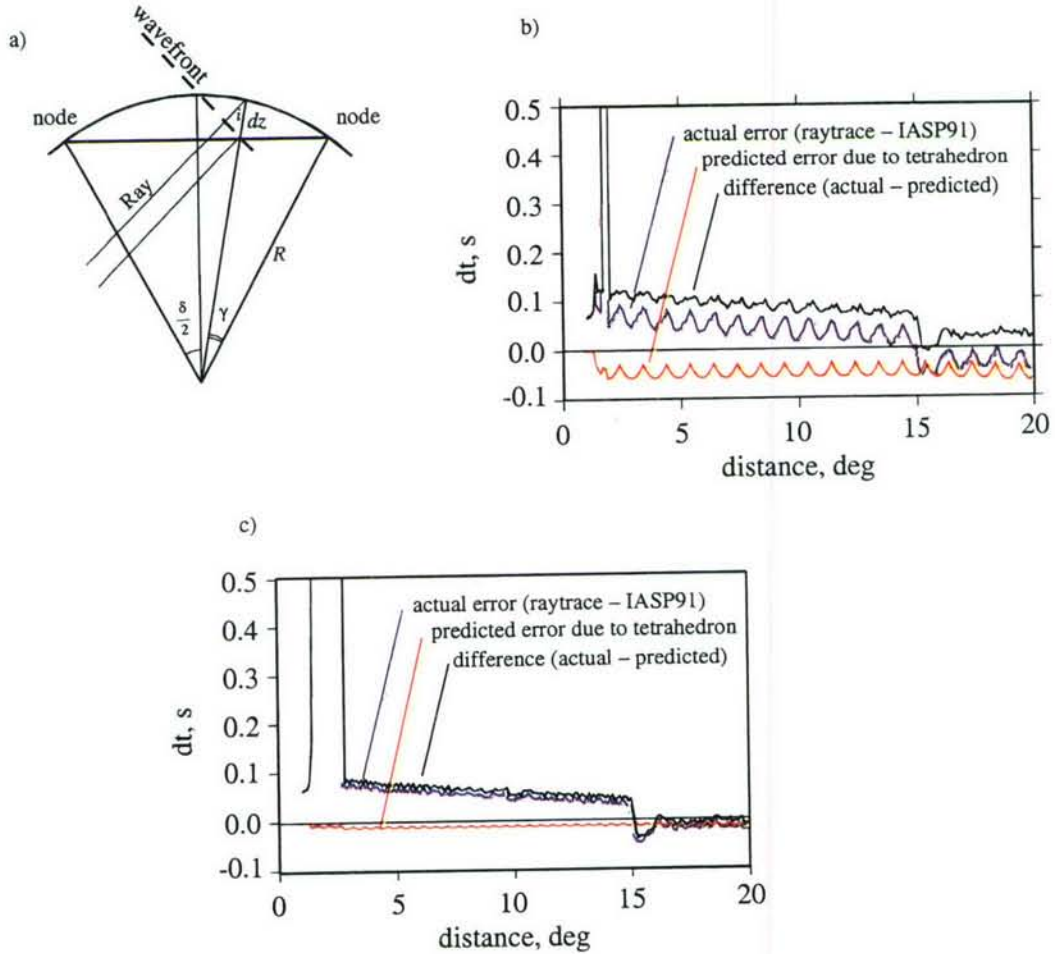 a)
wavefront
node
node
i
dz
Ray
R
δ/2
γ
b)
0.5
0.4
0.3
0.2
0.1
0.0
-0.1
dt, s
actual error (raytrace – IASP91)
predicted error due to tetrahedron
difference (actual – predicted)
0
5
10
15
20
distance, deg
c)
0.5
0.4
0.3
0.2
0.1
0.0
-0.1
dt, s
actual error (raytrace – IASP91)
predicted error due to tetrahedron
difference (actual – predicted)
0
5
10
15
20
distance, deg